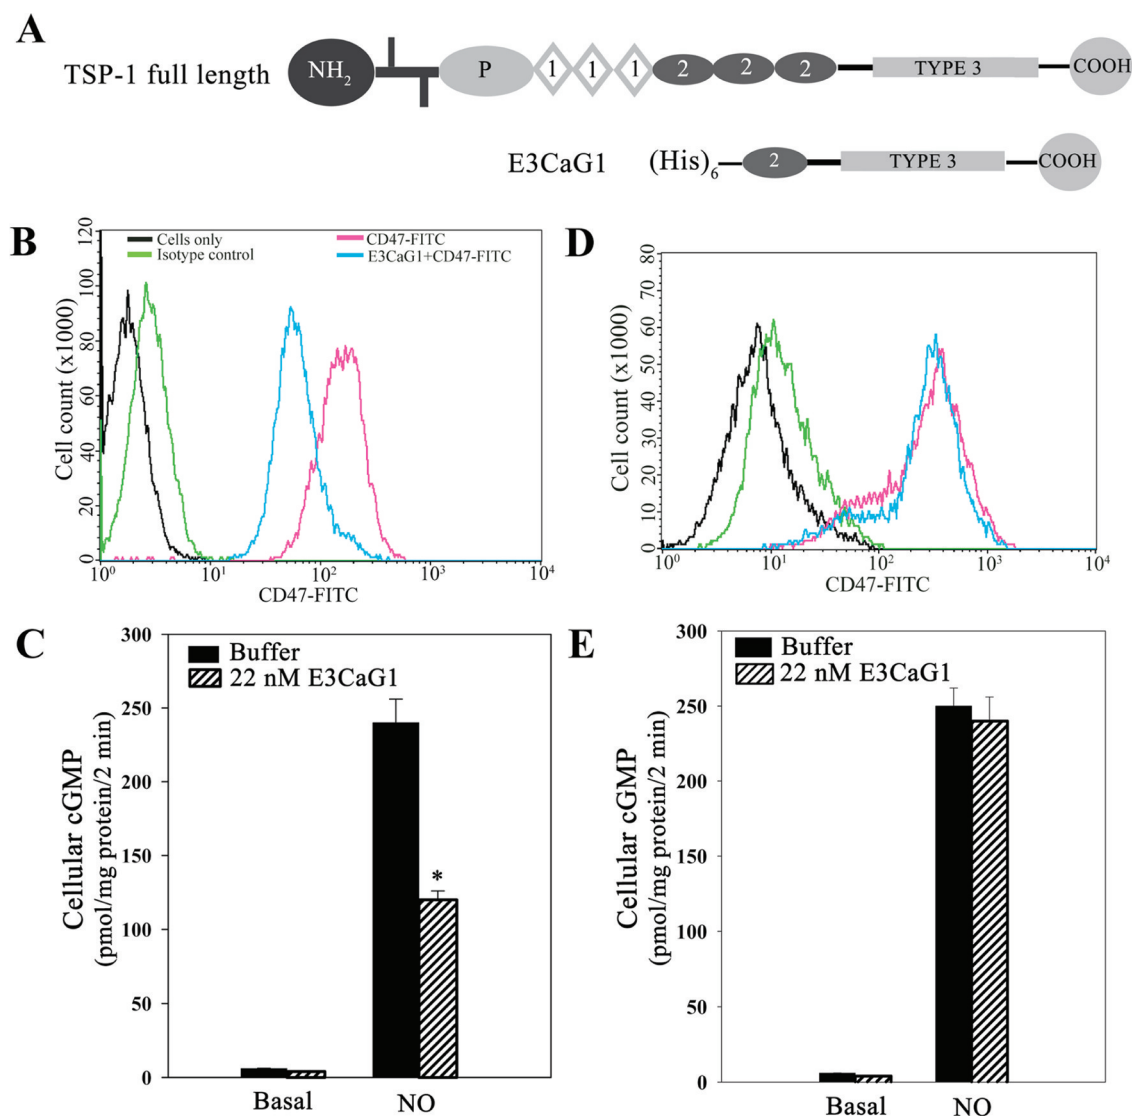 A
TSP-1 full length
NH2 P 1 1 1 2 2 2 TYPE 3 COOH
E3CaG1 (His)6 2 TYPE 3 COOH
B
Cell count (x1000)
120
100
80
60
40
20
0
Cells only
Isotype control
CD47-FITC
E3CaG1+CD47-FITC
10^0 10^1 10^2 10^3 10^4
CD47-FITC
D
Cell count (x1000)
80
70
60
50
40
30
20
10
0
10^0 10^1 10^2 10^3 10^4
CD47-FITC
C
Cellular cGMP
(pmol/mg protein/2 min)
300
250
200
150
100
50
0
Buffer
22 nM E3CaG1
*
Basal NO
E
Cellular cGMP
(pmol/mg protein/2 min)
300
250
200
150
100
50
0
Buffer
22 nM E3CaG1
Basal NO